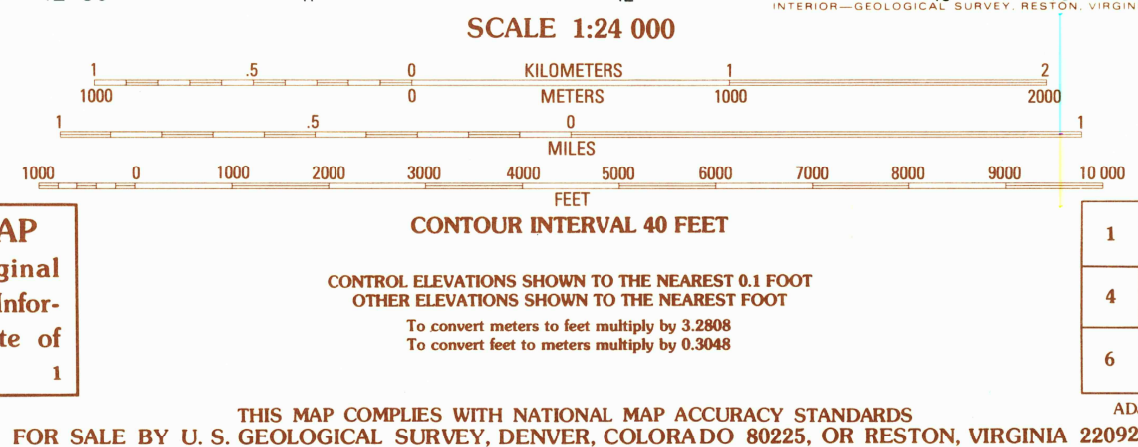 INTERIOR—GEOLOGICAL SURVEY, RESTON, VIRGIN
SCALE 1:24 000
1 .5 0 KILOMETERS 1 2
1000 0 METERS 1000 2000
1 .5 0 1
MILES
1000 0 1000 2000 3000 4000 5000 6000 7000 8000 9000 10 000
FEET
CONTOUR INTERVAL 40 FEET
CONTROL ELEVATIONS SHOWN TO THE NEAREST 0.1 FOOT
OTHER ELEVATIONS SHOWN TO THE NEAREST FOOT
To convert meters to feet multiply by 3.2808
To convert feet to meters multiply by 0.3048
AP
ginal
Infor-
te of
1
1
4
6
AD
THIS MAP COMPLIES WITH NATIONAL MAP ACCURACY STANDARDS
FOR SALE BY U. S. GEOLOGICAL SURVEY, DENVER, COLORADO 80225, OR RESTON, VIRGINIA 22092